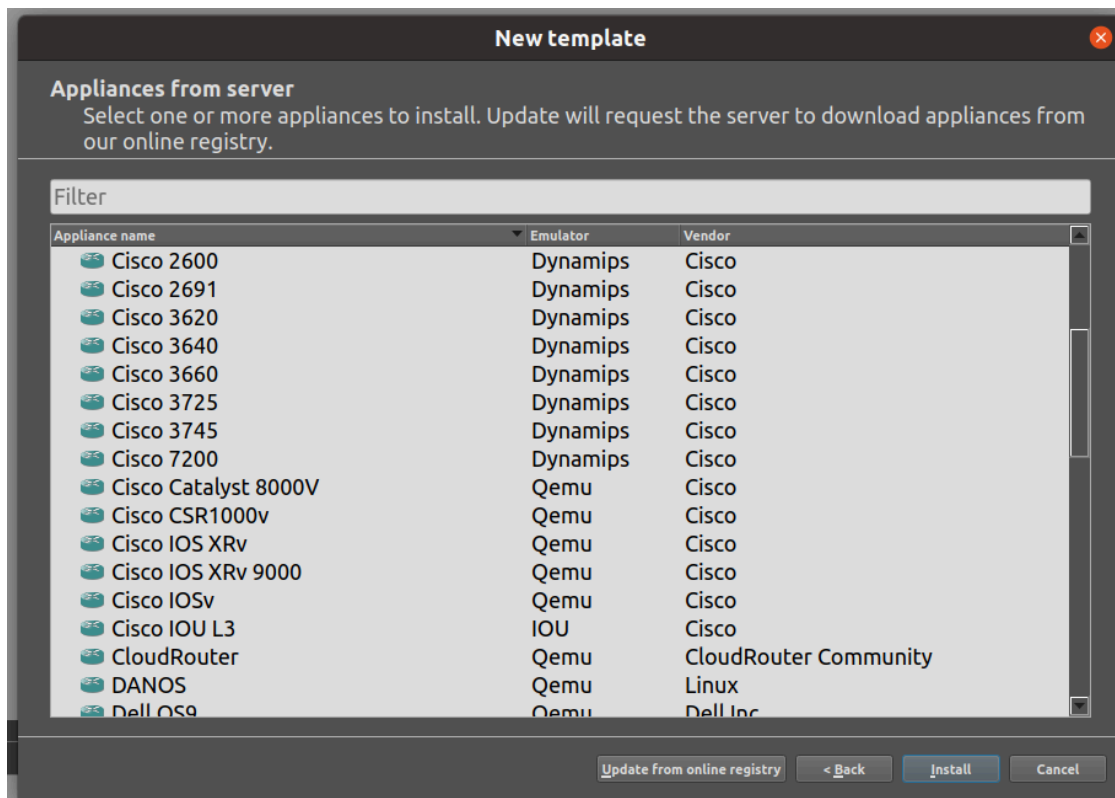 New template
Appliances from server
Select one or more appliances to install. Update will request the server to download appliances from
our online registry.
Filter
Appliance name Emulator Vendor
Cisco 2600 Dynamips Cisco
Cisco 2691 Dynamips Cisco
Cisco 3620 Dynamips Cisco
Cisco 3640 Dynamips Cisco
Cisco 3660 Dynamips Cisco
Cisco 3725 Dynamips Cisco
Cisco 3745 Dynamips Cisco
Cisco 7200 Dynamips Cisco
Cisco Catalyst 8000V Qemu Cisco
Cisco CSR1000v Qemu Cisco
Cisco IOS XRv Qemu Cisco
Cisco IOS XRv 9000 Qemu Cisco
Cisco IOSv Qemu Cisco
Cisco IOU L3 IOU Cisco
CloudRouter Qemu CloudRouter Community
DANOS Qemu Linux
Dell OS9 Qemu Dell Inc
Update from online registry < Back Install Cancel